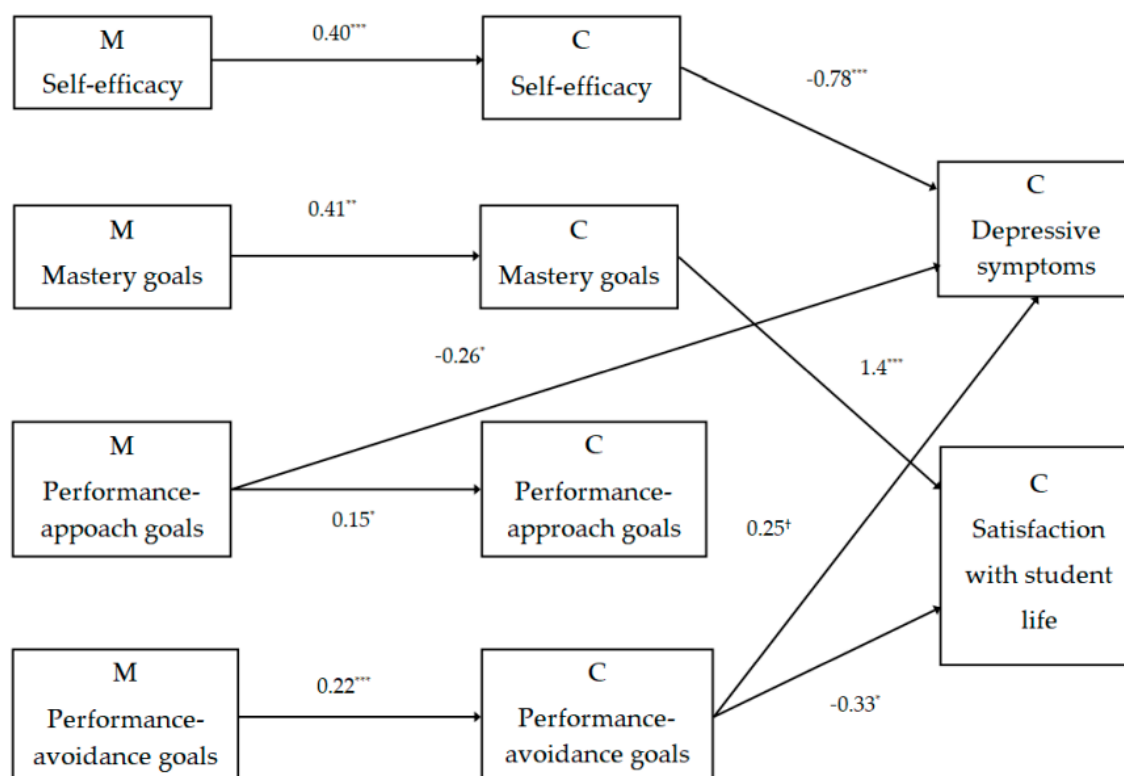 M
Self-efficacy
0.40***
C
Self-efficacy
-0.78***
M
Mastery goals
0.41**
C
Mastery goals
C
Depressive
symptoms
-0.26*
1.4***
M
Performance-
appoach goals
0.15*
C
Performance-
approach goals
0.25†
C
Satisfaction
with student
life
M
Performance-
avoidance goals
0.22***
C
Performance-
avoidance goals
-0.33*